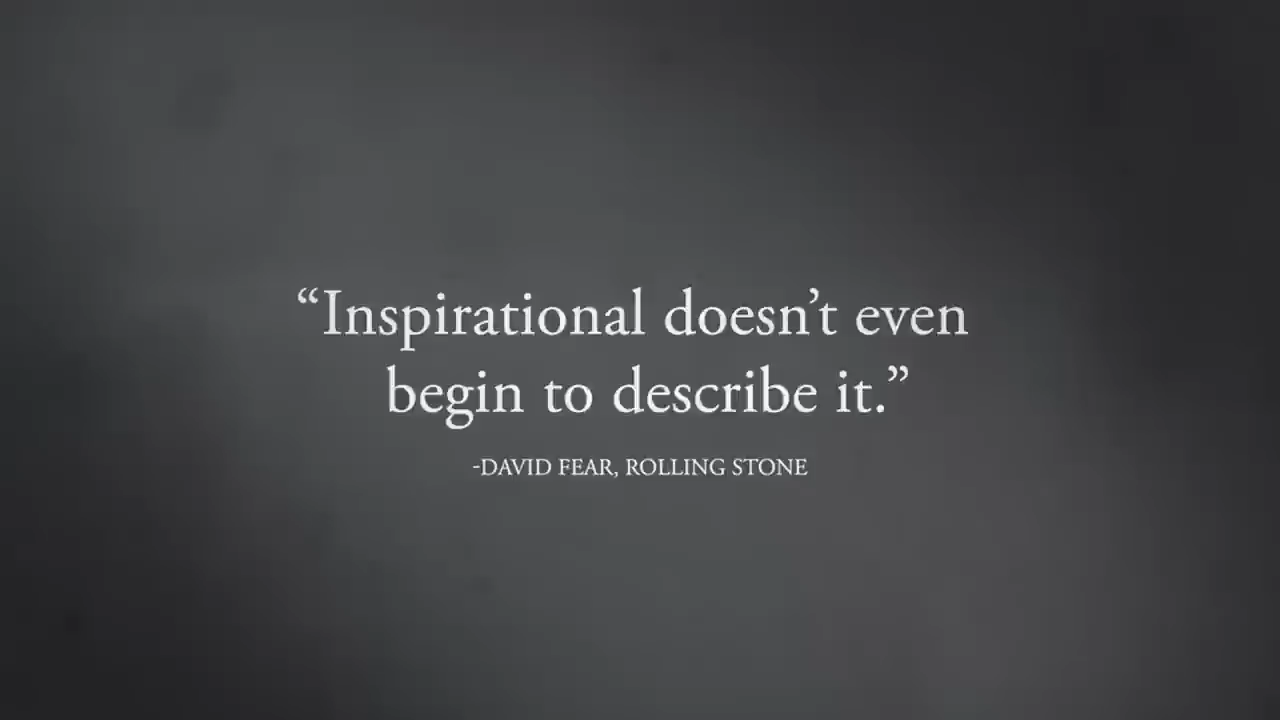 “Inspirational doesn’t even
begin to describe it.”
-DAVID FEAR, ROLLING STONE